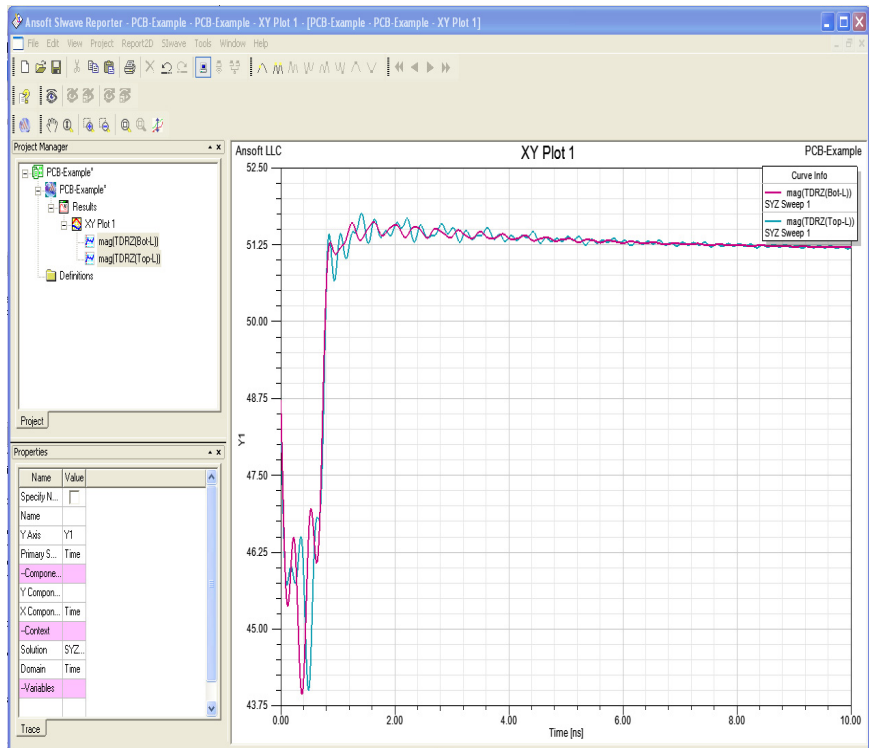 Ansoft SIwave Reporter - PCB-Example - PCB-Example - XY Plot 1 - [PCB-Example - PCB-Example - XY Plot 1]
File Edit View Project Report2D SIwave Tools Window Help
Project Manager
PCB-Example*
PCB-Example*
Results
XY Plot 1
mag(TDRZ(Bot-L))
mag(TDRZ(Top-L))
Definitions
Project
Properties
Name Value
Specify N...
Name
Y Axis Y1
Primary S... Time
--Compone...
Y Compon...
X Compon... Time
--Context
Solution SYZ...
Domain Time
--Variables
Trace
Ansoft LLC XY Plot 1 PCB-Example
Curve Info
mag(TDRZ(Bot-L))
SYZ Sweep 1
mag(TDRZ(Top-L))
SYZ Sweep 1
52.50
51.25
50.00
48.75
47.50
46.25
45.00
43.75
Y1
0.00 2.00 4.00 6.00 8.00 10.00
Time [ns]